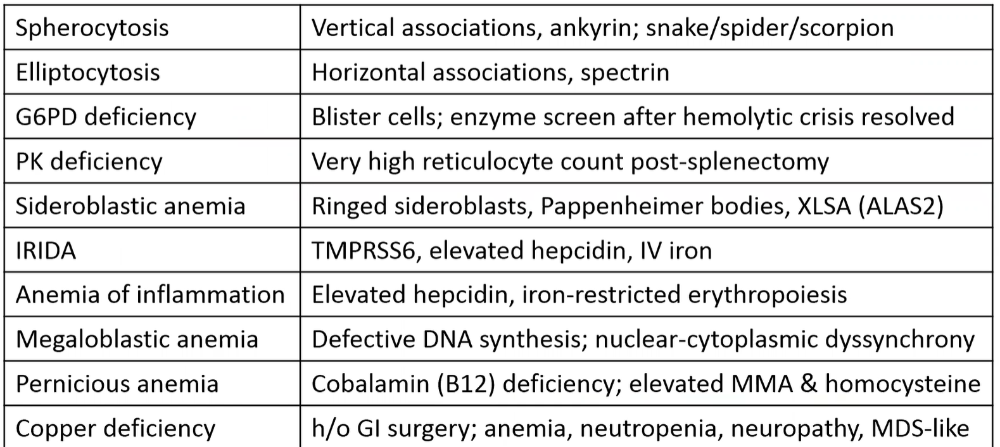 Spherocytosis Vertical associations, ankyrin; snake/spider/scorpion
Elliptocytosis Horizontal associations, spectrin
G6PD deficiency Blister cells; enzyme screen after hemolytic crisis resolved
PK deficiency Very high reticulocyte count post-splenectomy
Sideroblastic anemia Ringed sideroblasts, Pappenheimer bodies, XLSA (ALAS2)
IRIDA TMPRSS6, elevated hepcidin, IV iron
Anemia of inflammation Elevated hepcidin, iron-restricted erythropoiesis
Megaloblastic anemia Defective DNA synthesis; nuclear-cytoplasmic dyssynchrony
Pernicious anemia Cobalamin (B12) deficiency; elevated MMA & homocysteine
Copper deficiency h/o GI surgery; anemia, neutropenia, neuropathy, MDS-like